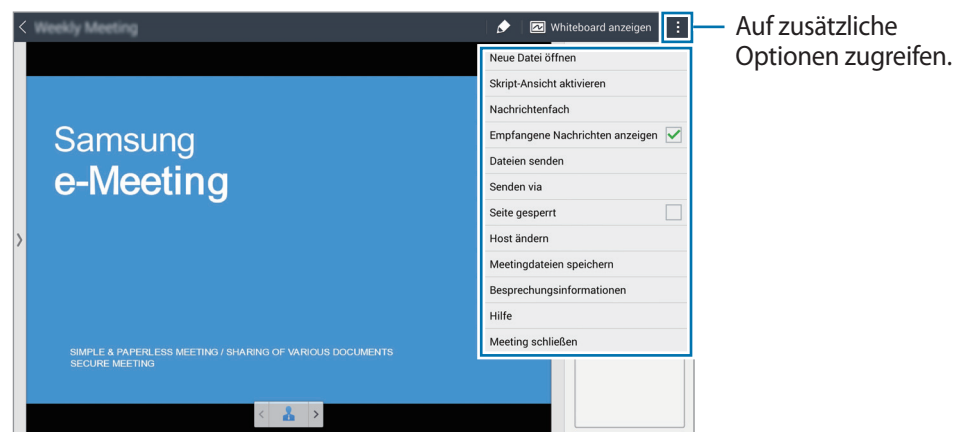 Weekly Meeting
Whiteboard anzeigen
Auf zusätzliche
Optionen zugreifen.
Neue Datei öffnen
Skript-Ansicht aktivieren
Nachrichtenfach
Empfangene Nachrichten anzeigen
Dateien senden
Senden via
Seite gesperrt
Host ändern
Meetingdateien speichern
Besprechungsinformationen
Hilfe
Meeting schließen
Samsung
e-Meeting
SIMPLE & PAPERLESS MEETING / SHARING OF VARIOUS DOCUMENTS
SECURE MEETING